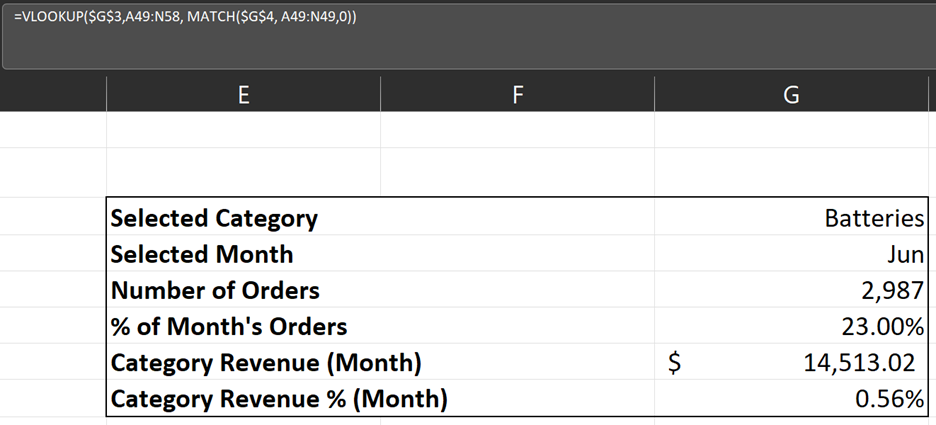 =VLOOKUP($G$3,A49:N58, MATCH($G$4, A49:N49,0))
E F G
Selected Category Batteries
Selected Month Jun
Number of Orders 2,987
% of Month's Orders 23.00%
Category Revenue (Month) $ 14,513.02
Category Revenue % (Month) 0.56%